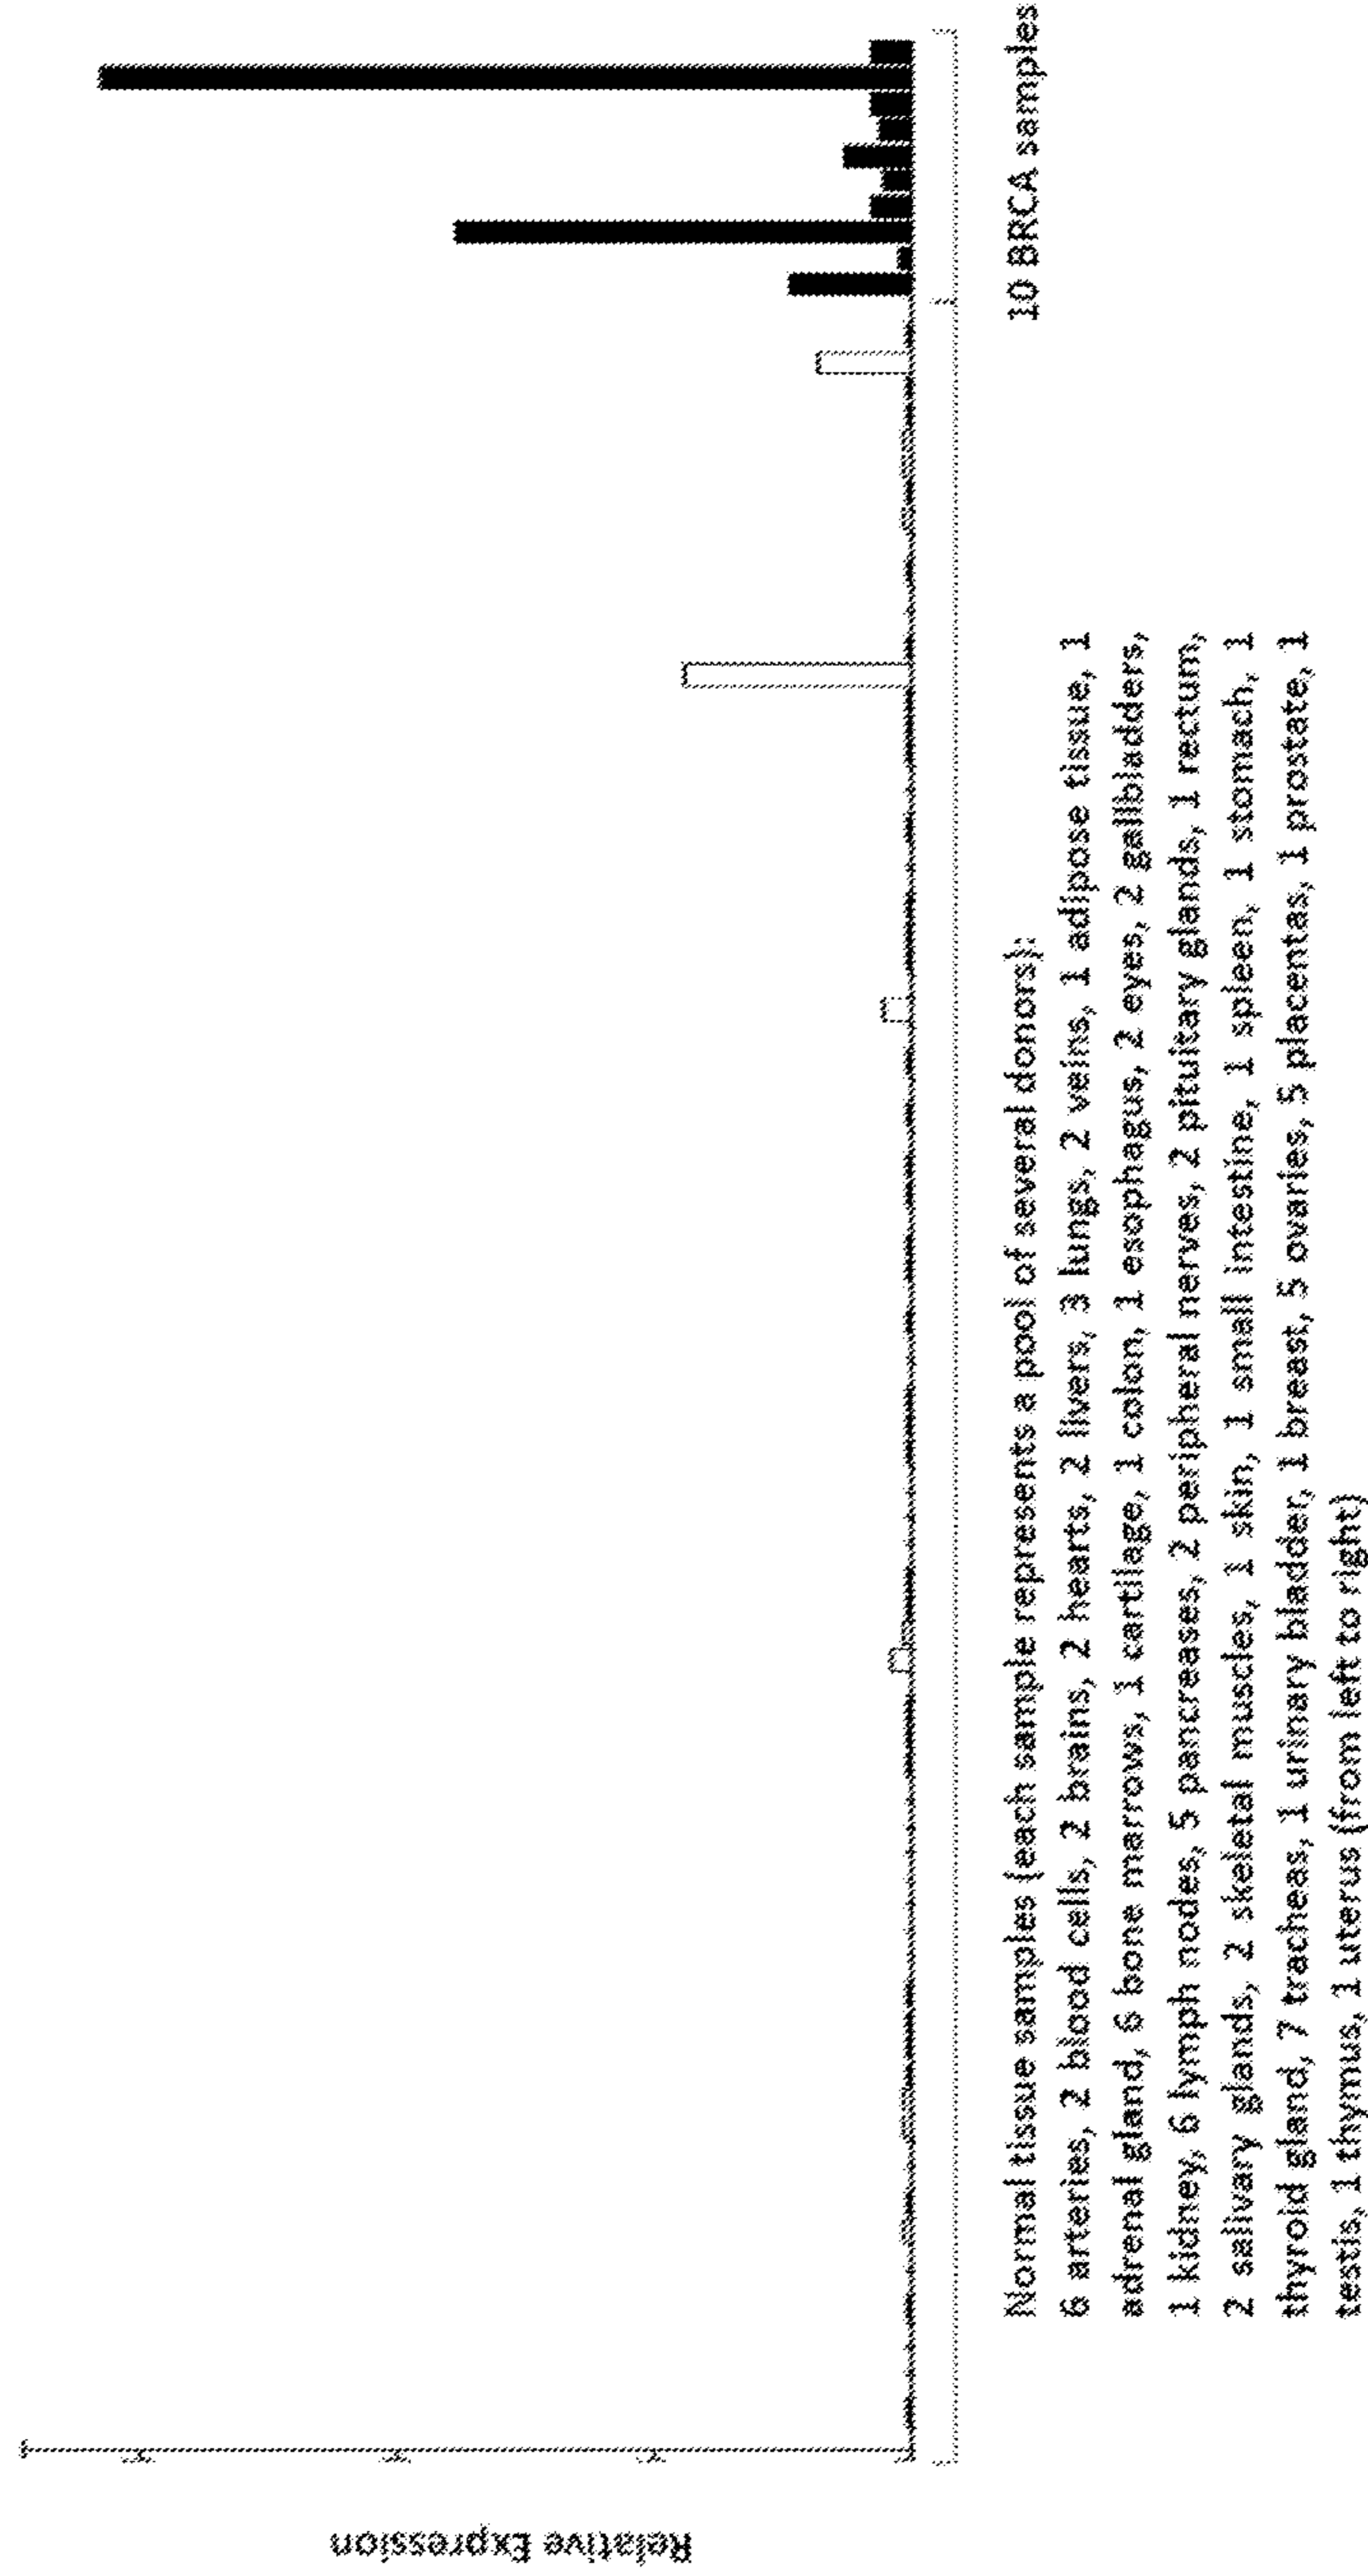 Relative Expression
10 BRCA samples
Normal tissue samples (each sample represents a pool of several donors):
6 arteries, 2 blood cells, 2 brains, 2 hearts, 2 livers, 3 lungs, 2 veins, 1 adipose tissue, 1
adrenal gland, 6 bone marrows, 1 cartilage, 1 colon, 1 esophagus, 2 eyes, 2 gallbladders,
1 kidney, 6 lymph nodes, 5 pancreases, 2 peripheral nerves, 2 pituitary glands, 1 rectum,
2 salivary glands, 2 skeletal muscles, 1 skin, 1 small intestine, 1 spleen, 1 stomach, 1
thyroid gland, 7 tracheas, 1 urinary bladder, 1 breast, 5 ovaries, 5 placentas, 1 prostate, 1
testis, 1 thymus, 1 uterus (from left to right)